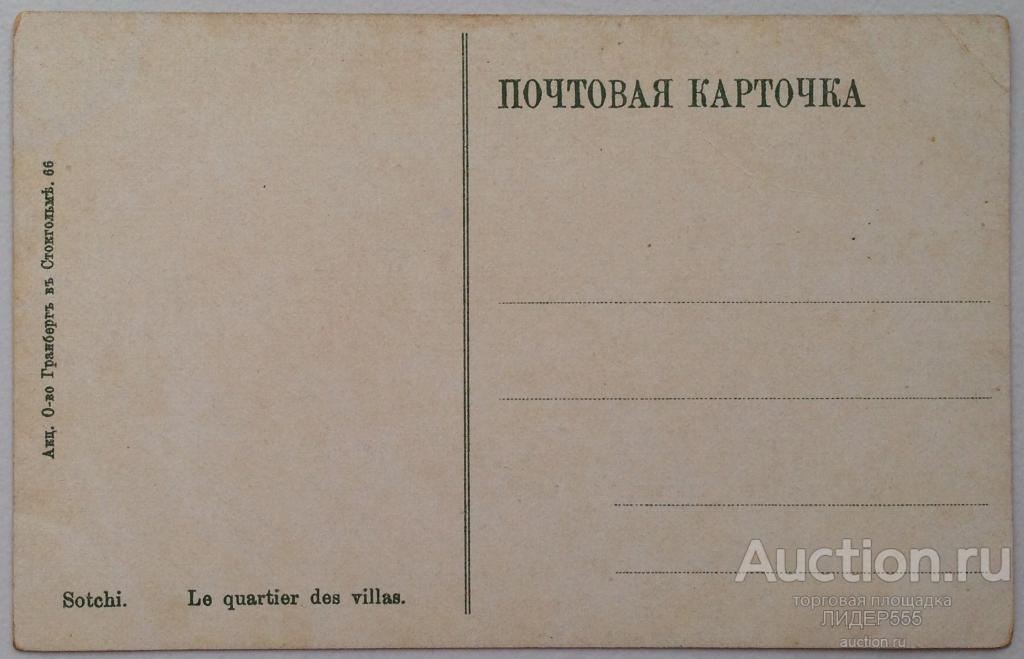 ПОЧТОВАЯ КАРТОЧКА
Акц. О-во Гранбергъ въ Стокгольмѣ. 66
Sotchi. Le quartier des villas.
Auction.ru
торговая площадка
ЛИДЕР555
auction.ru